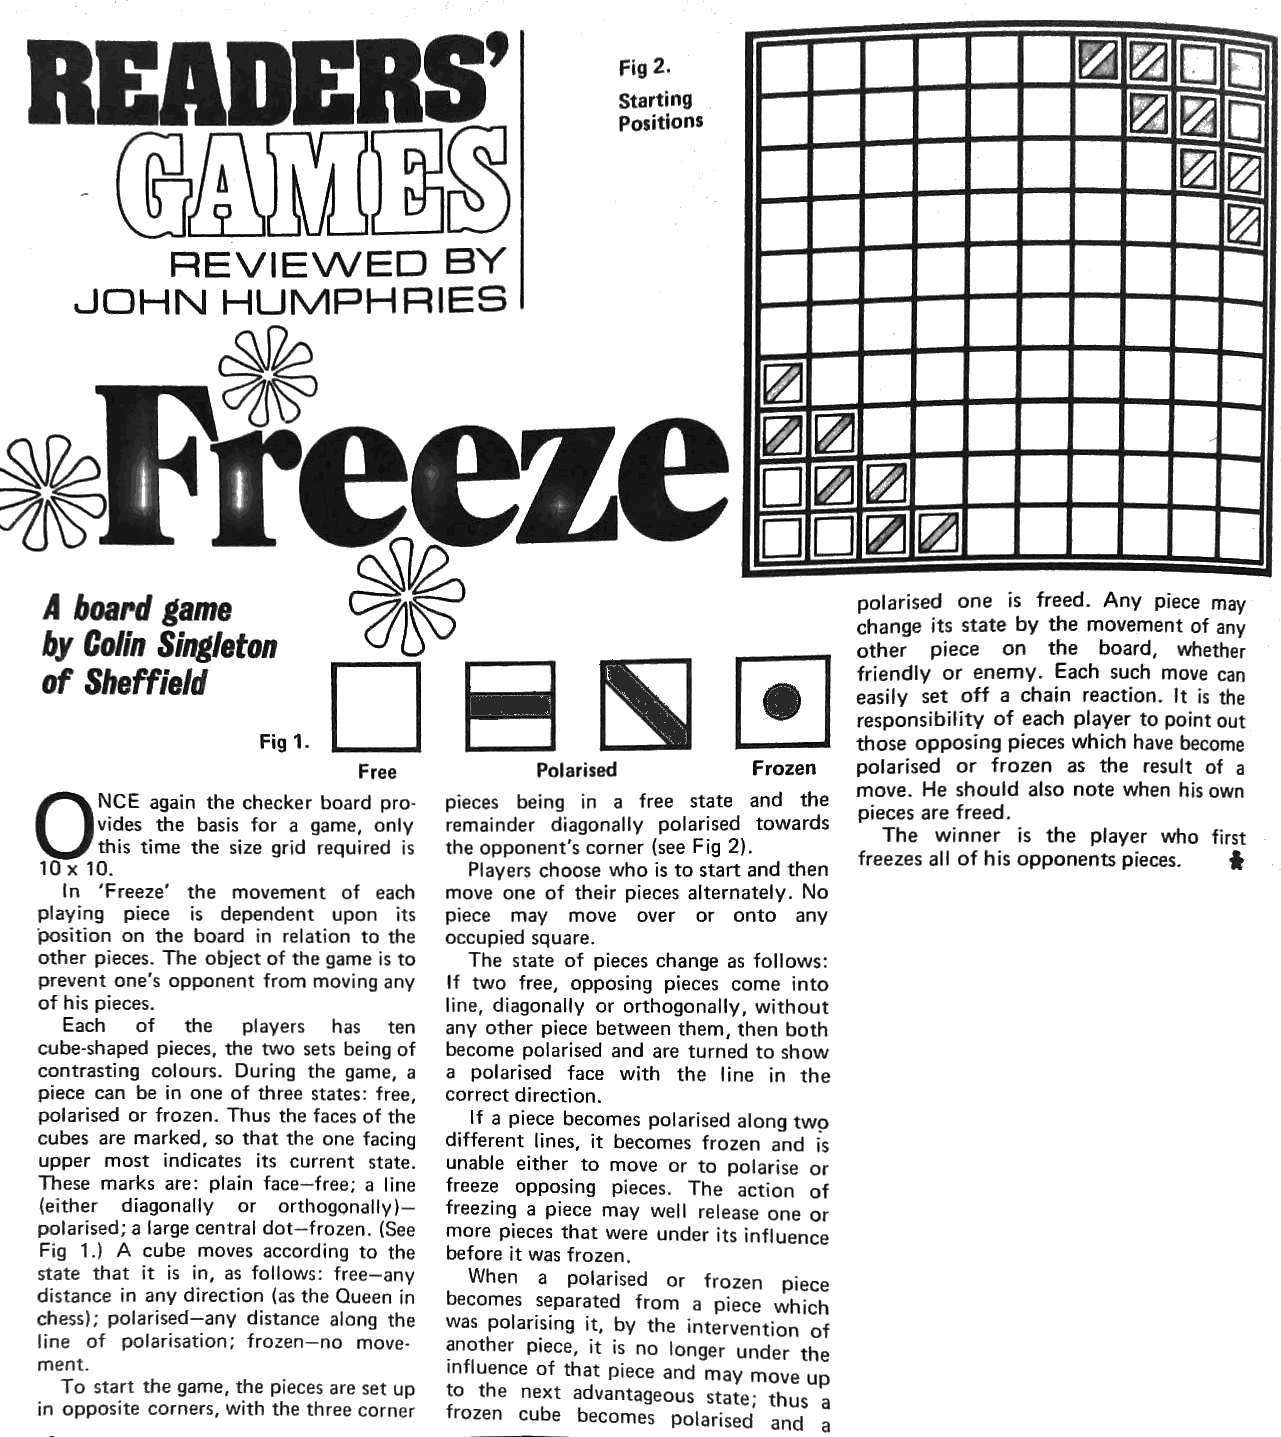 READERS'
GAMES
REVIEWED BY
JOHN HUMPHRIES
Freeze
A board game
by Colin Singleton
of Sheffield
Fig 2.
Starting
Positions
Fig 1.
Free
Polarised
Frozen
ONCE again the checker board pro-
vides the basis for a game, only
this time the size grid required is
10 x 10.
In 'Freeze' the movement of each
playing piece is dependent upon its
position on the board in relation to the
other pieces. The object of the game is to
prevent one's opponent from moving any
of his pieces.
Each of the players has ten
cube-shaped pieces, the two sets being of
contrasting colours. During the game, a
piece can be in one of three states: free,
polarised or frozen. Thus the faces of the
cubes are marked, so that the one facing
upper most indicates its current state.
These marks are: plain face—free; a line
(either diagonally or orthogonally)—
polarised; a large central dot—frozen. (See
Fig 1.) A cube moves according to the
state that it is in, as follows: free—any
distance in any direction (as the Queen in
chess); polarised—any distance along the
line of polarisation; frozen—no move-
ment.
To start the game, the pieces are set up
in opposite corners, with the three corner
pieces being in a free state and the
remainder diagonally polarised towards
the opponent's corner (see Fig 2).
Players choose who is to start and then
move one of their pieces alternately. No
piece may move over or onto any
occupied square.
The state of pieces change as follows:
If two free, opposing pieces come into
line, diagonally or orthogonally, without
any other piece between them, then both
become polarised and are turned to show
a polarised face with the line in the
correct direction.
If a piece becomes polarised along two
different lines, it becomes frozen and is
unable either to move or to polarise or
freeze opposing pieces. The action of
freezing a piece may well release one or
more pieces that were under its influence
before it was frozen.
When a polarised or frozen piece
becomes separated from a piece which
was polarising it, by the intervention of
another piece, it is no longer under the
influence of that piece and may move up
to the next advantageous state; thus a
frozen cube becomes polarised and a
polarised one is freed. Any piece may
change its state by the movement of any
other piece on the board, whether
friendly or enemy. Each such move can
easily set off a chain reaction. It is the
responsibility of each player to point out
those opposing pieces which have become
polarised or frozen as the result of a
move. He should also note when his own
pieces are freed.
The winner is the player who first
freezes all of his opponents pieces.